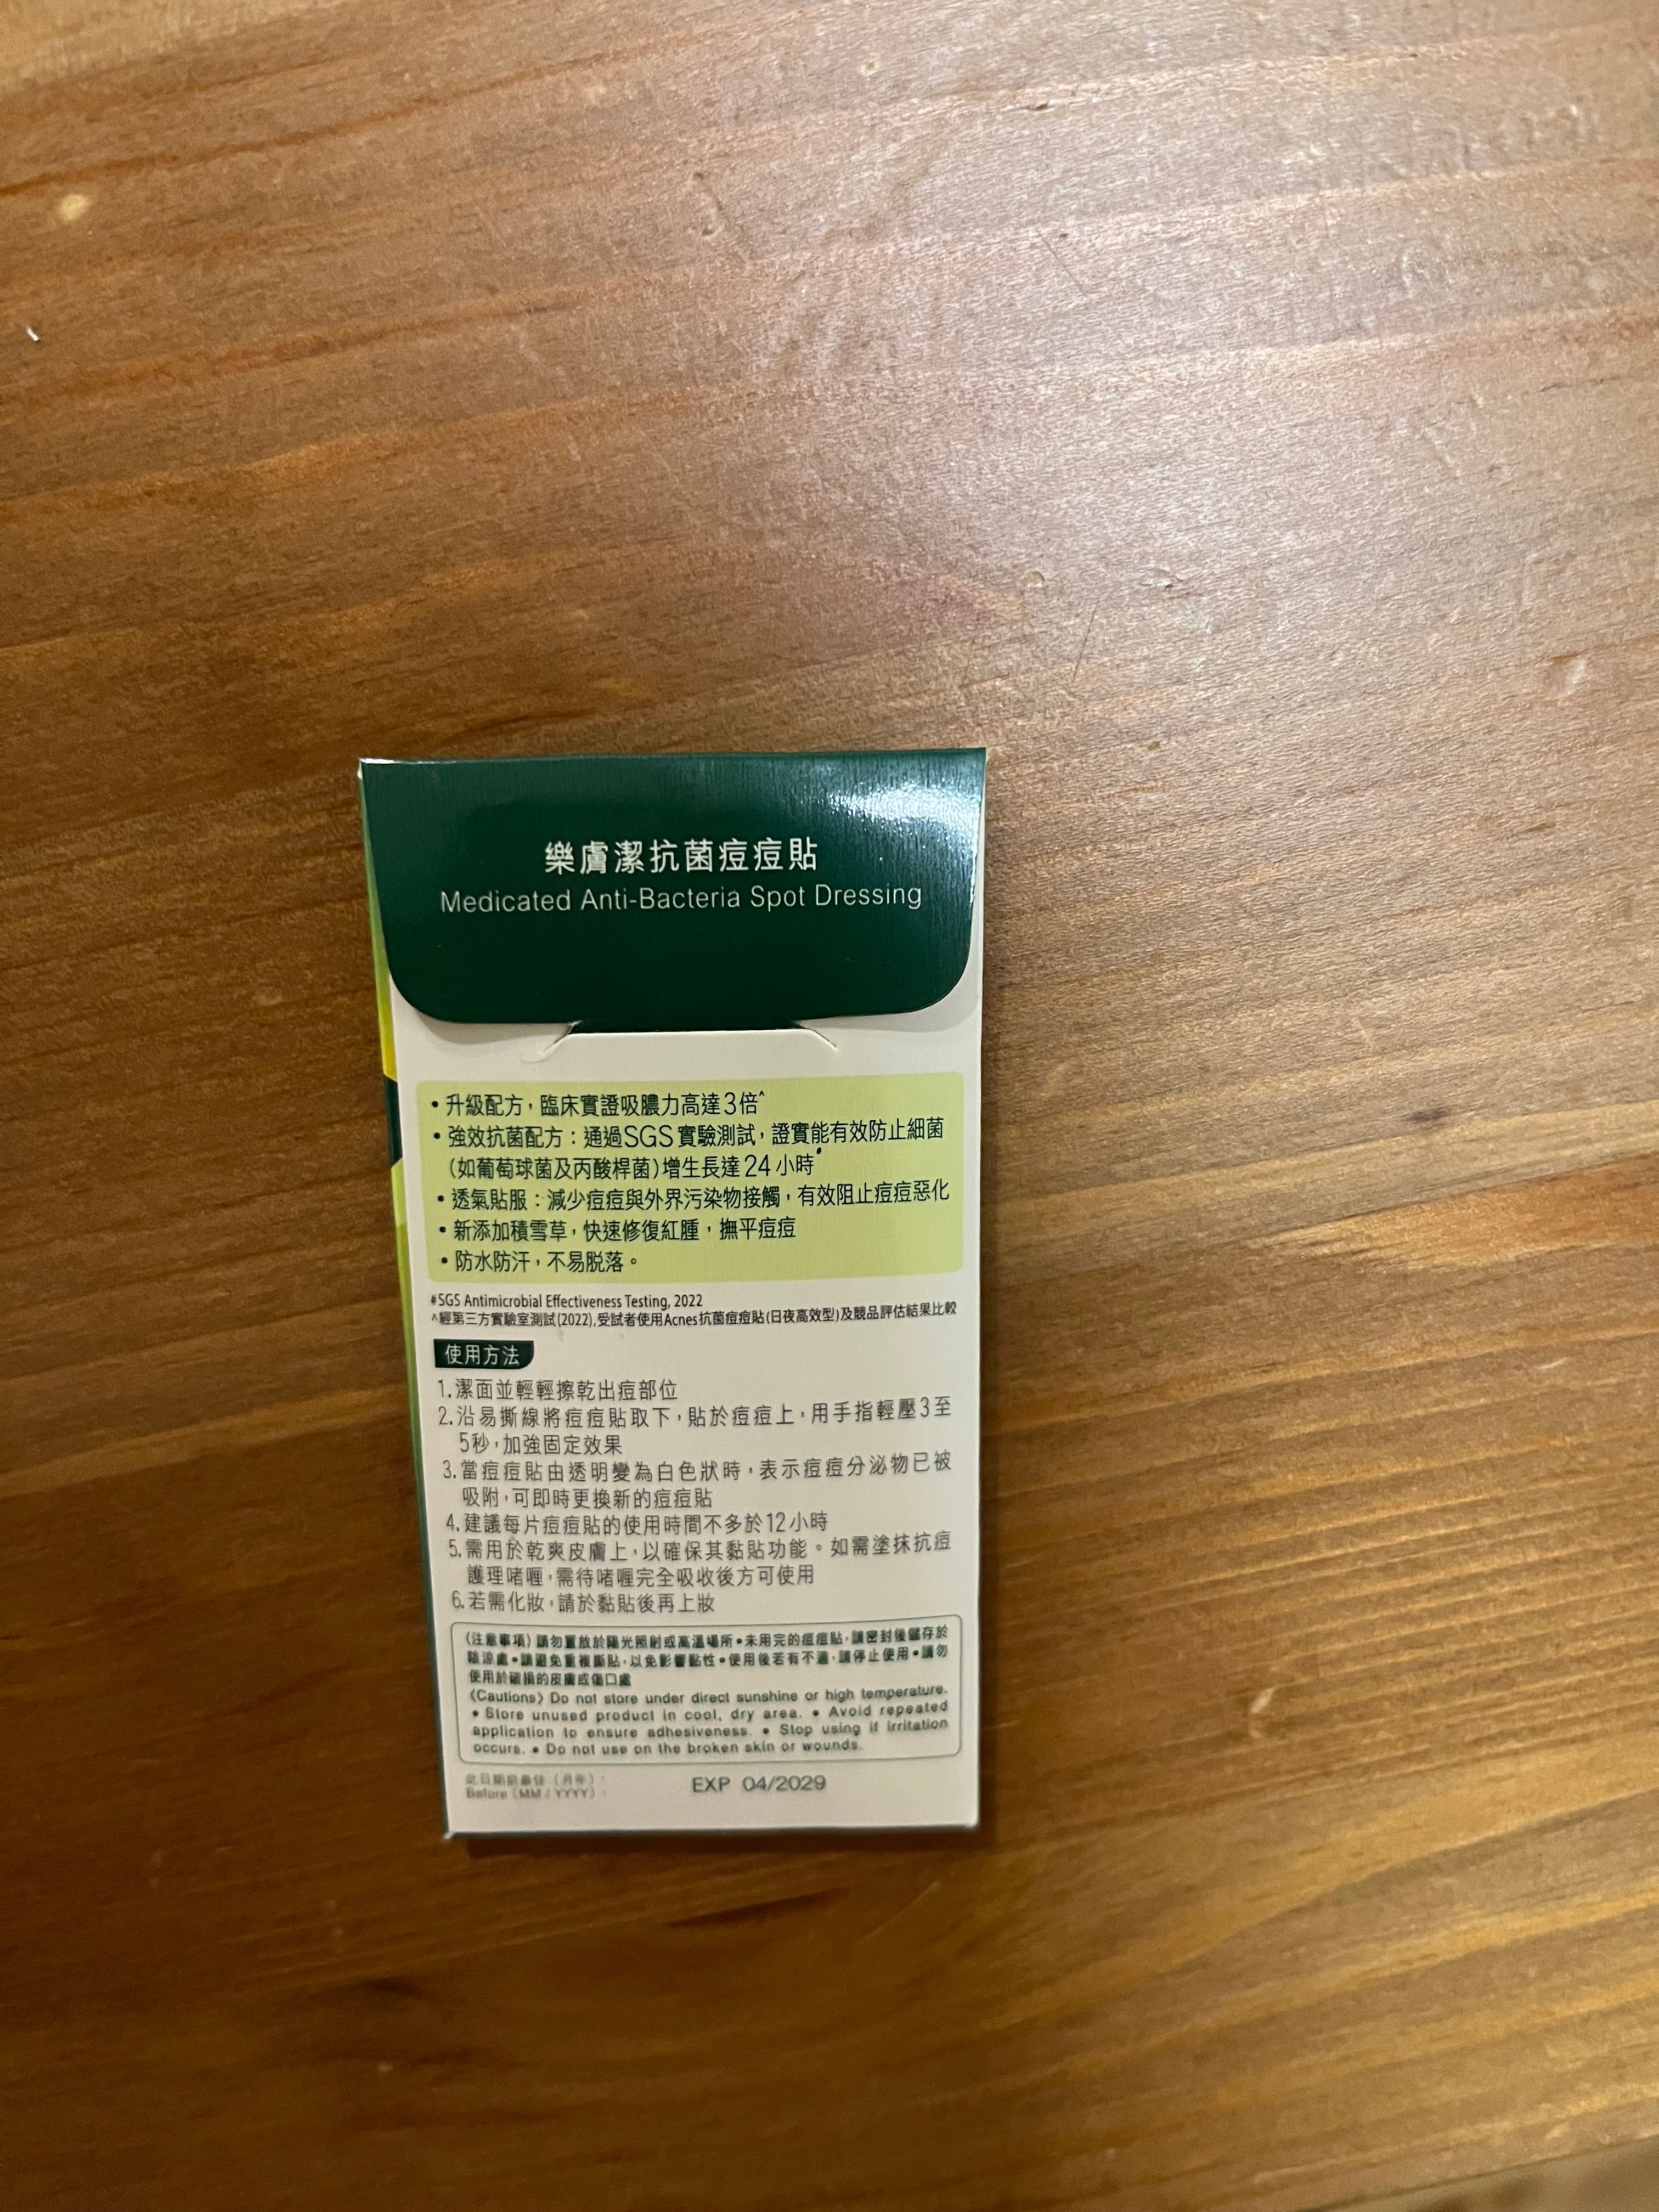 樂膚潔抗菌痘痘貼
Medicated Anti-Bacteria Spot Dressing
• 升級配方，臨床實證吸膿力高達3倍^
• 強效抗菌配方：通過SGS實驗測試，證實能有效防止細菌
(如葡萄球菌及丙酸桿菌)增生長達24小時#
• 透氣貼服：減少痘痘與外界污染物接觸，有效阻止痘痘惡化
• 新添加積雪草，快速修復紅腫，撫平痘痘
• 防水防汗，不易脫落。
#SGS Antimicrobial Effectiveness Testing, 2022
^經第三方實驗室測試(2022),受試者使用Acnes抗菌痘痘貼(日夜高效型)及競品評估結果比較
使用方法
1.潔面並輕輕擦乾出痘部位
2.沿易撕線將痘痘貼取下，貼於痘痘上，用手指輕壓3至
5秒，加強固定效果
3.當痘痘貼由透明變為白色狀時，表示痘痘分泌物已被
吸附，可即時更換新的痘痘貼
4.建議每片痘痘貼的使用時間不多於12小時
5.需用於乾爽皮膚上，以確保其黏貼功能。如需塗抹抗痘
護理啫喱，需待啫喱完全吸收後方可使用
6.若需化妝，請於黏貼後再上妝
〈注意事項〉請勿置放於陽光照射或高溫場所•未用完的痘痘貼，請密封後儲存於
陰涼處•請避免重複撕貼，以免影響黏性•使用後若有不適，請停止使用•請勿
使用於破損的皮膚或傷口處
〈Cautions〉Do not store under direct sunshine or high temperature.
• Store unused product in cool, dry area. • Avoid repeated
application to ensure adhesiveness. • Stop using if irritation
occurs. • Do not use on the broken skin or wounds.
此日期前最佳（月年）：
Before（MM / YYYY）:
EXP 04/2029